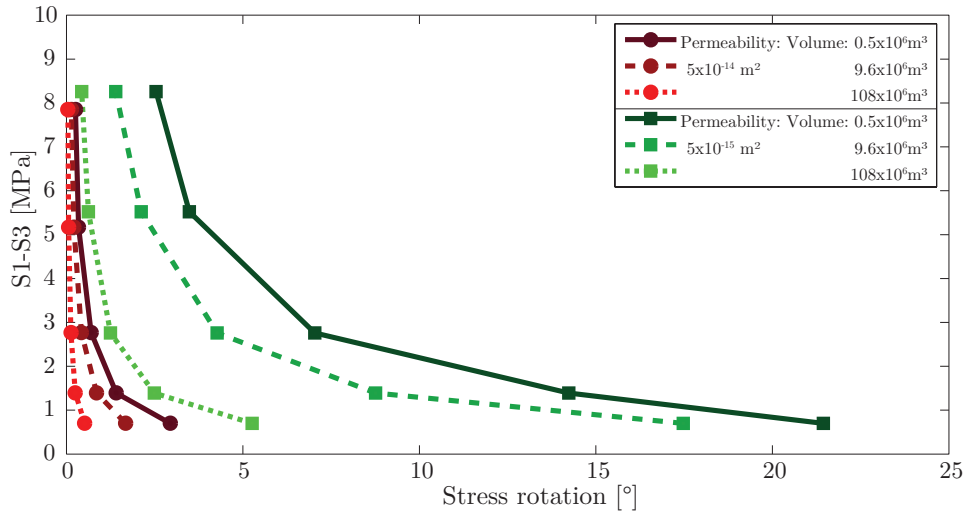 10
9
8
7
6
5
4
3
2
1
0
S1-S3 [MPa]
0
5
10
15
20
25
Stress rotation [°]
Permeability: Volume: 0.5x10⁶m³
5x10⁻¹⁴ m² 9.6x10⁶m³
108x10⁶m³
Permeability: Volume: 0.5x10⁶m³
5x10⁻¹⁵ m² 9.6x10⁶m³
108x10⁶m³